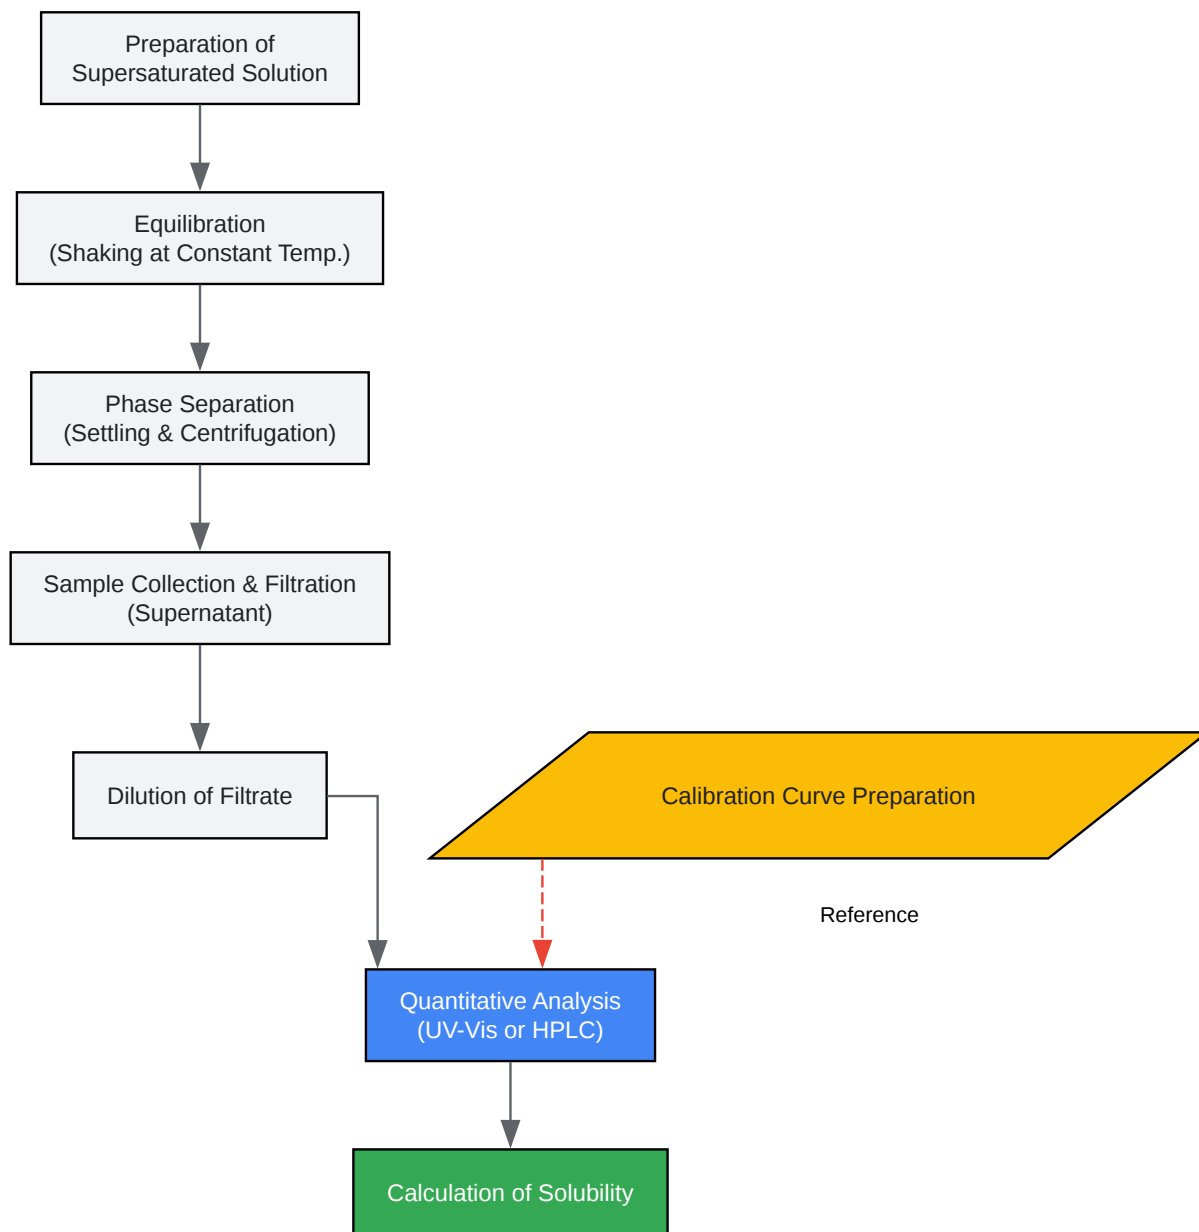 Preparation of
Supersaturated Solution
Equilibration
(Shaking at Constant Temp.)
Phase Separation
(Settling & Centrifugation)
Sample Collection & Filtration
(Supernatant)
Dilution of Filtrate
Calibration Curve Preparation
Reference
Quantitative Analysis
(UV-Vis or HPLC)
Calculation of Solubility